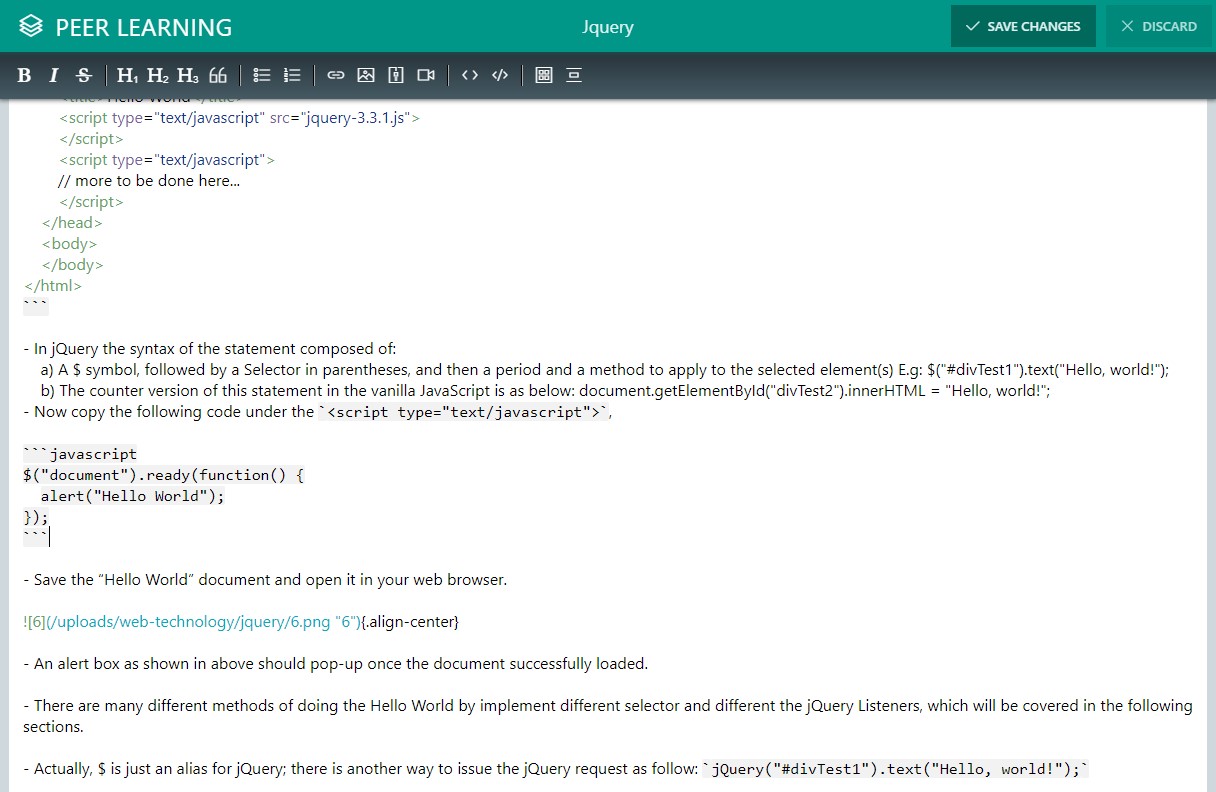 PEER LEARNING
Jquery
SAVE CHANGES
DISCARD
B I S H1 H2 H3
<title> Hello World </title>
<script type="text/javascript" src="jquery-3.3.1.js">
</script>
<script type="text/javascript">
// more to be done here...
</script>
</head>
<body>
</body>
</html>
```
- In jQuery the syntax of the statement composed of:
a) A $ symbol, followed by a Selector in parentheses, and then a period and a method to apply to the selected element(s) E.g: $("#divTest1").text("Hello, world!");
b) The counter version of this statement in the vanilla JavaScript is as below: document.getElementById("divTest2").innerHTML = "Hello, world!";
- Now copy the following code under the `<script type="text/javascript">`,
```javascript
$("document").ready(function() {
alert("Hello World");
});
```
- Save the “Hello World” document and open it in your web browser.
![6](/uploads/web-technology/jquery/6.png "6"){.align-center}
- An alert box as shown in above should pop-up once the document successfully loaded.
- There are many different methods of doing the Hello World by implement different selector and different the jQuery Listeners, which will be covered in the following
sections.
- Actually, $ is just an alias for jQuery; there is another way to issue the jQuery request as follow: `jQuery("#divTest1").text("Hello, world!");`